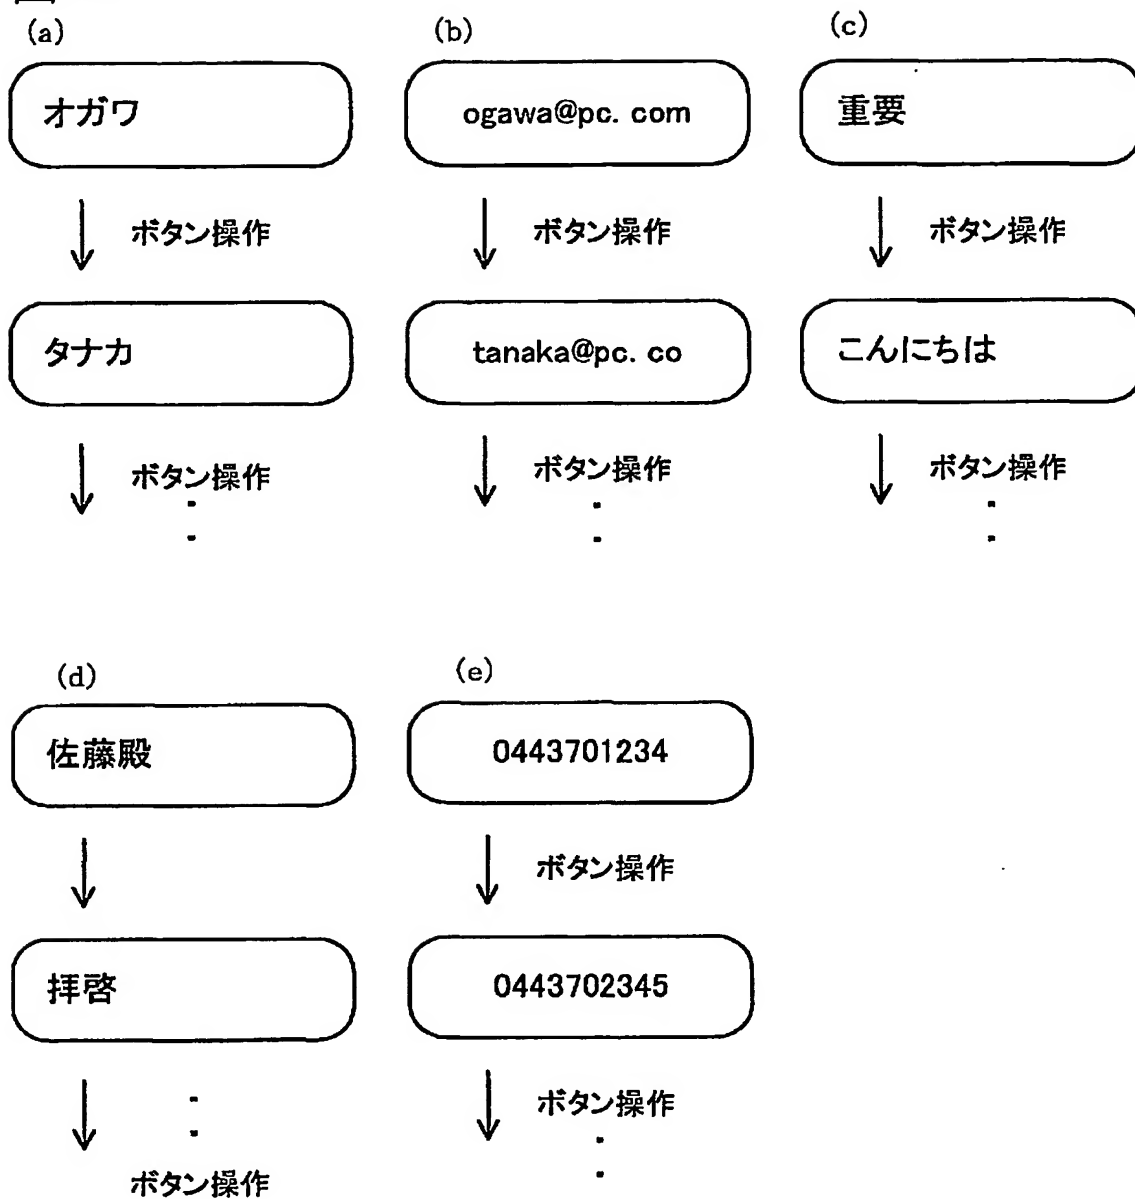 (a)
(b)
(c)
オガワ
ogawa@pc. com
重要
ボタン操作
ボタン操作
ボタン操作
タナカ
tanaka@pc. co
こんにちは
ボタン操作
ボタン操作
ボタン操作
(d)
(e)
佐藤殿
0443701234
ボタン操作
拝啓
0443702345
ボタン操作
ボタン操作